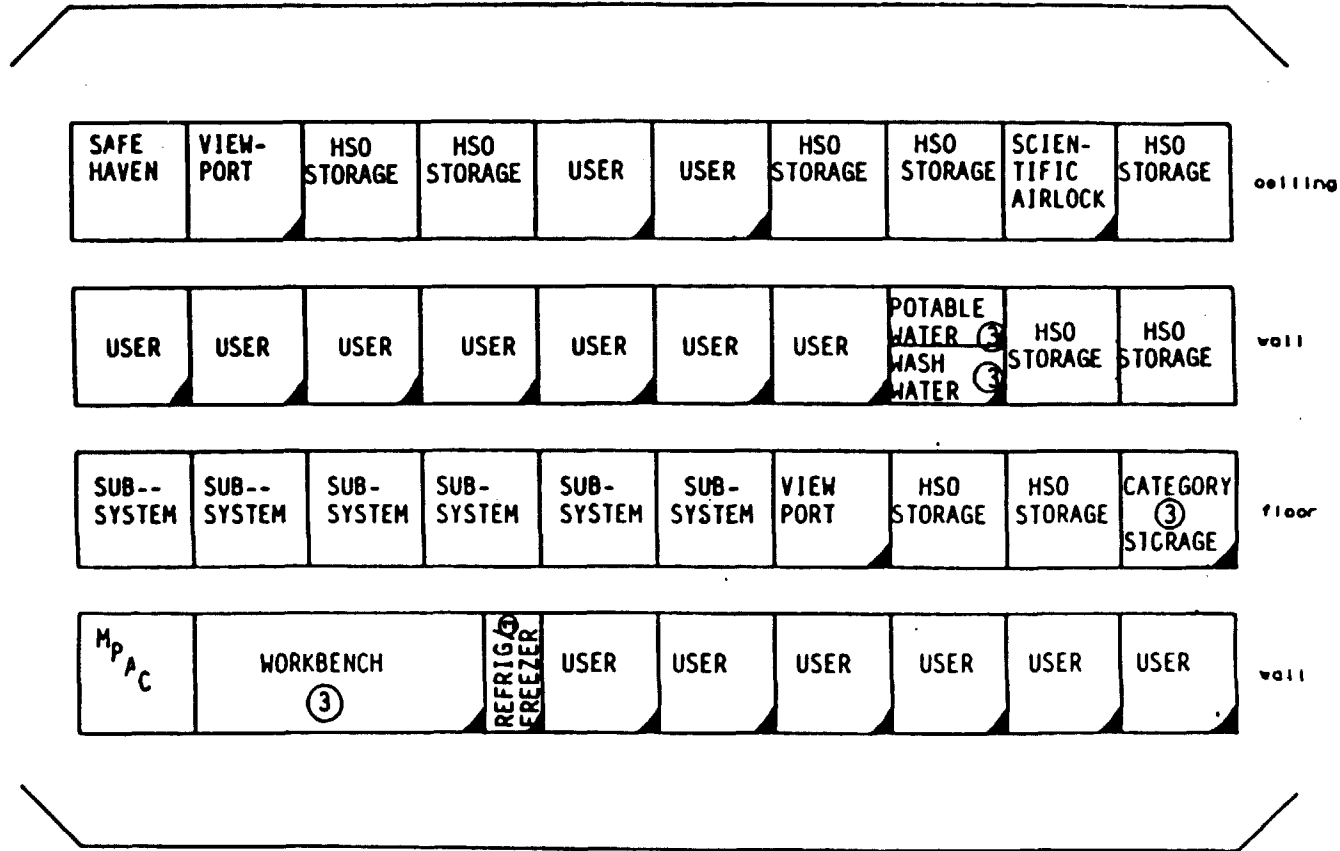 SAFE
HAVEN
VIEW-
PORT
HSO
STORAGE
HSO
STORAGE
USER
USER
HSO
STORAGE
HSO
STORAGE
SCIEN-
TIFIC
AIRLOCK
HSO
STORAGE
ceiling
USER
USER
USER
USER
USER
USER
USER
POTABLE
WATER 3
WASH
WATER 3
HSO
STORAGE
HSO
STORAGE
wall
SUB--
SYSTEM
SUB--
SYSTEM
SUB-
SYSTEM
SUB-
SYSTEM
SUB-
SYSTEM
SUB-
SYSTEM
VIEW
PORT
HSO
STORAGE
HSO
STORAGE
CATEGORY
3
STORAGE
floor
MPAC
WORKBENCH
3
REFRIG/
FREEZER
USER
USER
USER
USER
USER
USER
wall